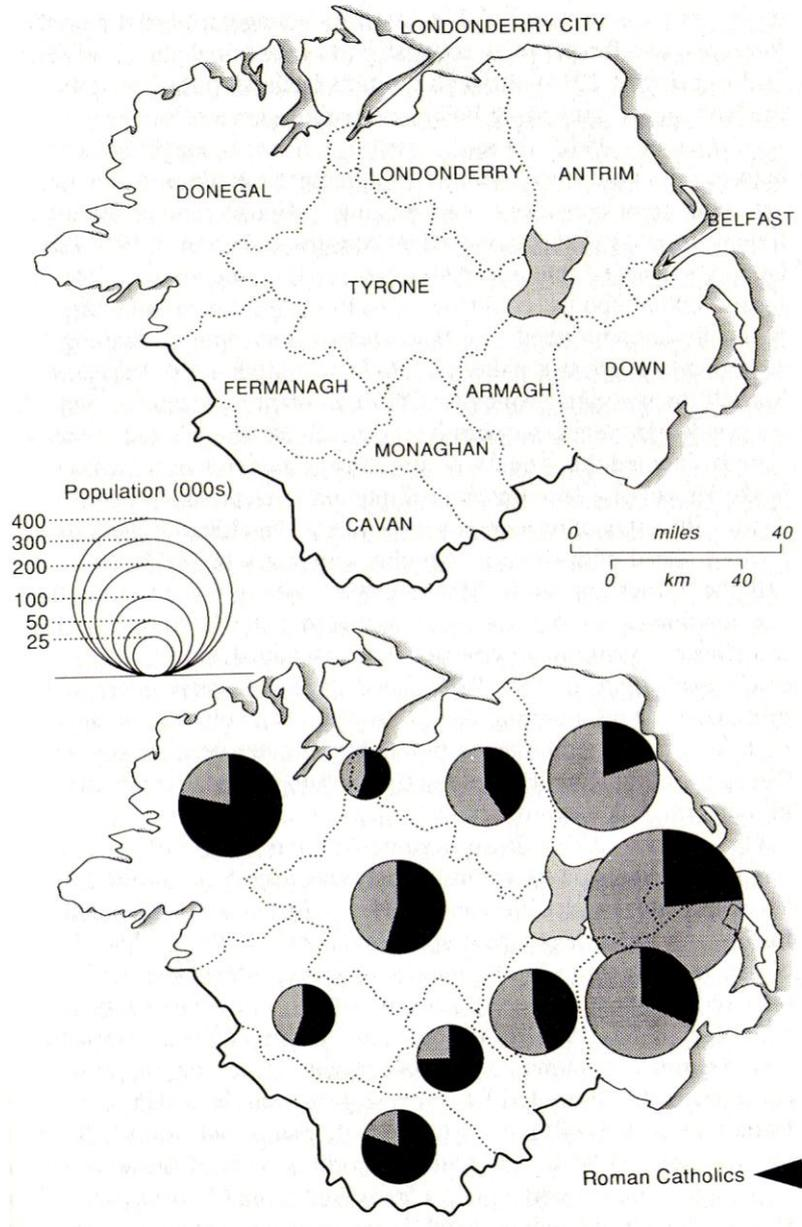 LONDONDERRY CITY
DONEGAL
LONDONDERRY
ANTRIM
BELFAST
TYRONE
FERMANAGH
ARMAGH
DOWN
MONAGHAN
CAVAN
Population (000s)
400
300
200
100
50
25
0 miles 40
0 km 40
Roman Catholics